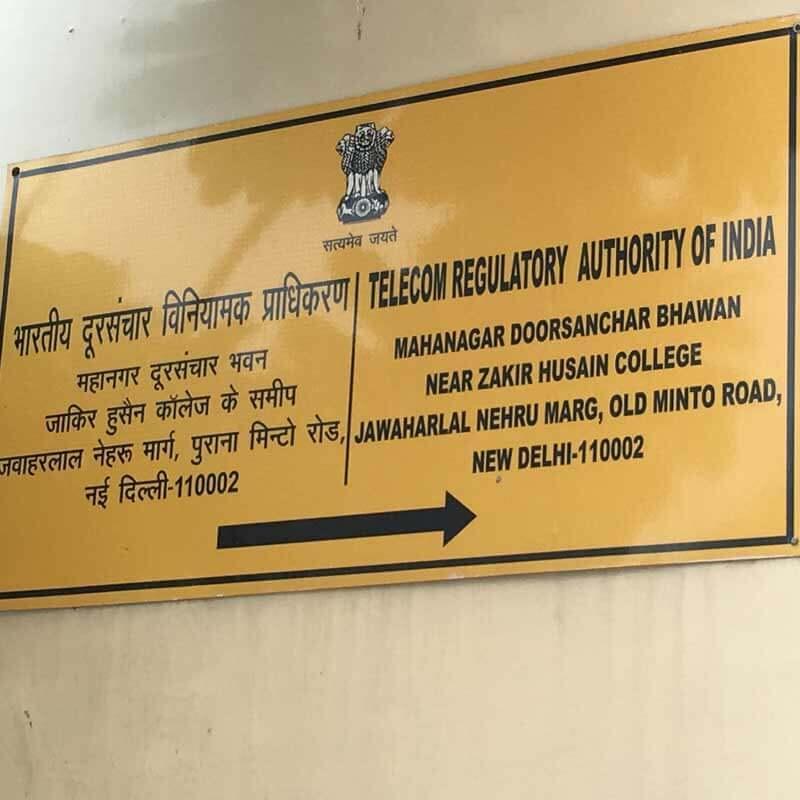 सत्यमेव जयते
भारतीय दूरसंचार विनियामक प्राधिकरण
महानगर दूरसंचार भवन
जाकिर हुसैन कॉलेज के समीप
जवाहरलाल नेहरू मार्ग, पुराना मिन्टो रोड,
नई दिल्ली-110002
TELECOM REGULATORY AUTHORITY OF INDIA
MAHANAGAR DOORSANCHAR BHAWAN
NEAR ZAKIR HUSAIN COLLEGE
JAWAHARLAL NEHRU MARG, OLD MINTO ROAD,
NEW DELHI-110002